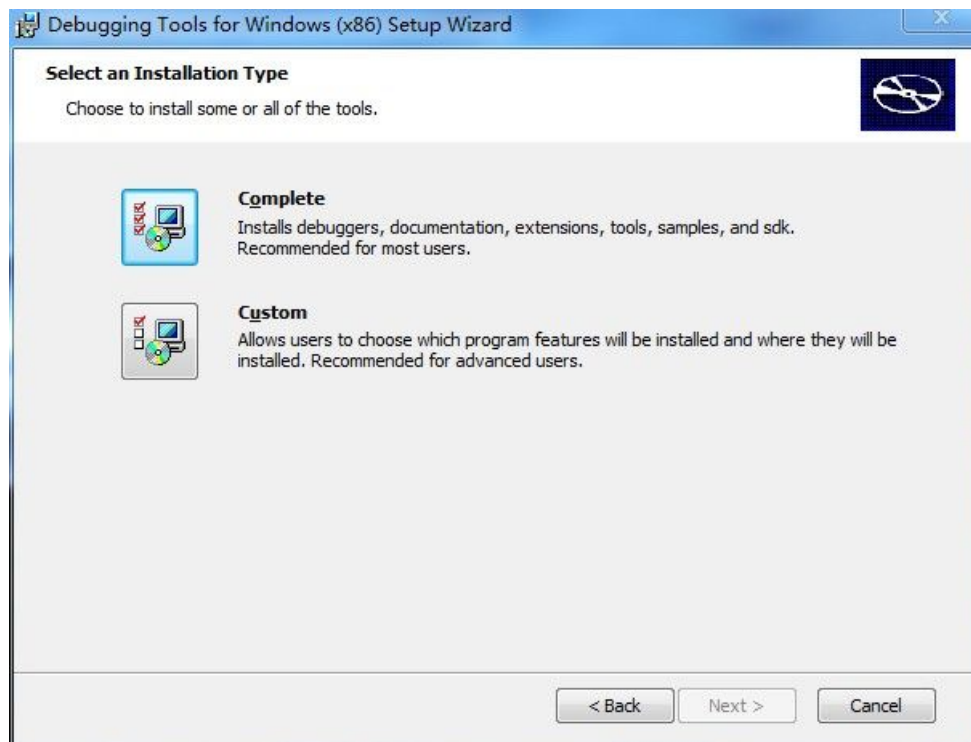 Debugging Tools for Windows (x86) Setup Wizard
Select an Installation Type
Choose to install some or all of the tools.
Complete
Installs debuggers, documentation, extensions, tools, samples, and sdk.
Recommended for most users.
Custom
Allows users to choose which program features will be installed and where they will be
installed. Recommended for advanced users.
< Back Next > Cancel